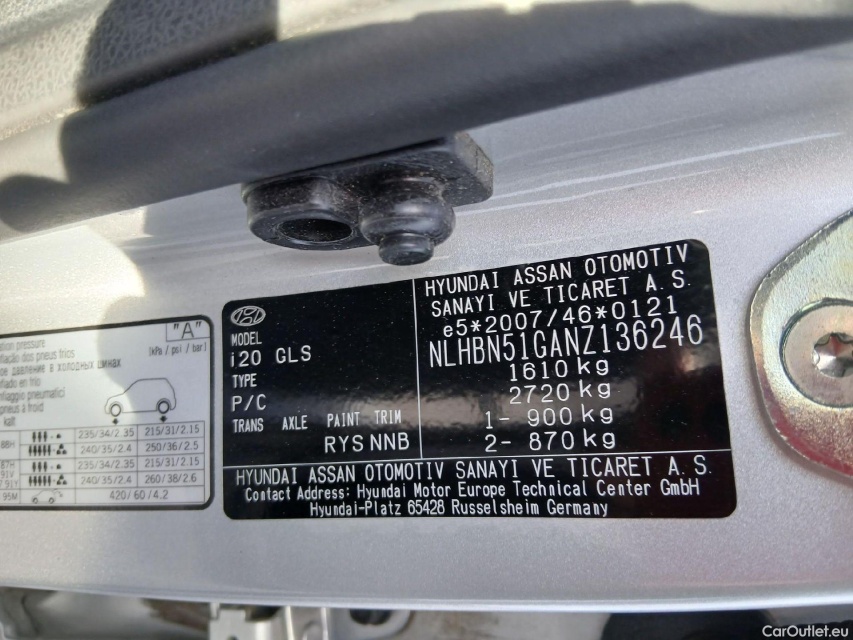 "A"
[kPa / psi / bar]
235/34/2.35 215/31/2.15
240/35/2.4 250/36/2.5
235/34/2.35 215/31/2.15
240/35/2.4 260/38/2.6
95M 420/60/4.2
HYUNDAI ASSAN OTOMOTIV
SANAYI VE TICARET A. S.
e5*2007/46*0121
NLHBN51GANZ136246
MODEL
i20 GLS
1610 kg
TYPE
2720 kg
P/C
TRANS AXLE PAINT TRIM
1- 900 kg
RYS NNB
2- 870 kg
HYUNDAI ASSAN OTOMOTIV SANAYI VE TICARET A. S.
Contact Address: Hyundai Motor Europe Technical Center GmbH
Hyundai-Platz 65428 Russelsheim Germany
CarOutlet.eu